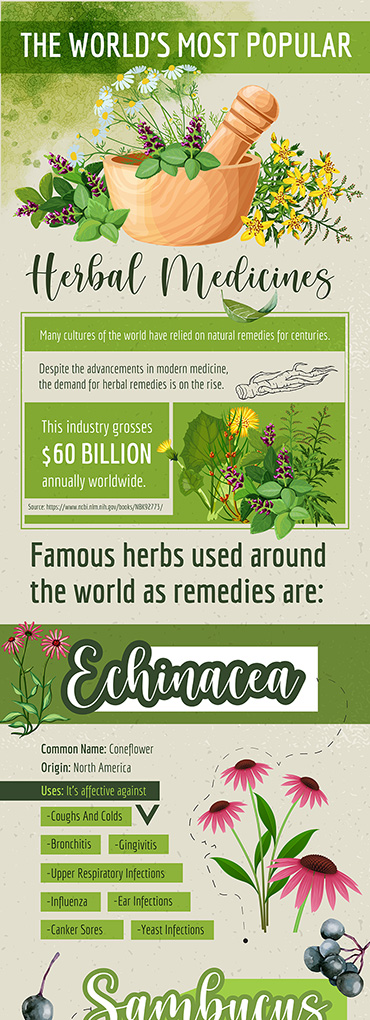 THE WORLD'S MOST POPULAR
Herbal Medicines
Many cultures of the world have relied on natural remedies for centuries.
Despite the advancements in modern medicine,
the demand for herbal remedies is on the rise.
This industry grosses
$60 BILLION
annually worldwide.
Source: https://www.ncbi.nlm.nih.gov/books/NBK92773/
Famous herbs used around
the world as remedies are:
Echinacea
Common Name: Coneflower
Origin: North America
Uses: It's affective against
-Coughs And Colds
-Bronchitis -Gingivitis
-Upper Respiratory Infections
-Influenza -Ear Infections
-Canker Sores -Yeast Infections
Sambucus